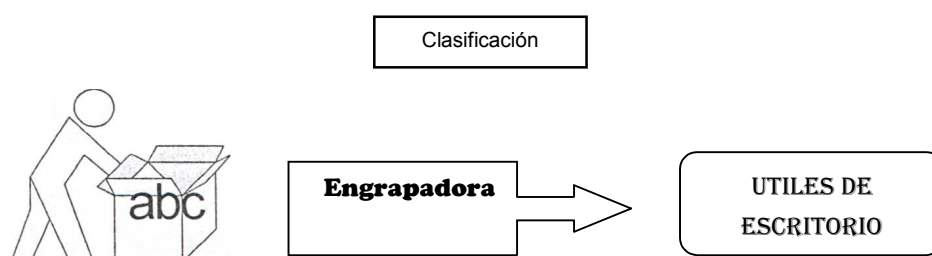 Clasificación
abc
Engrapadora
UTILES DE
ESCRITORIO